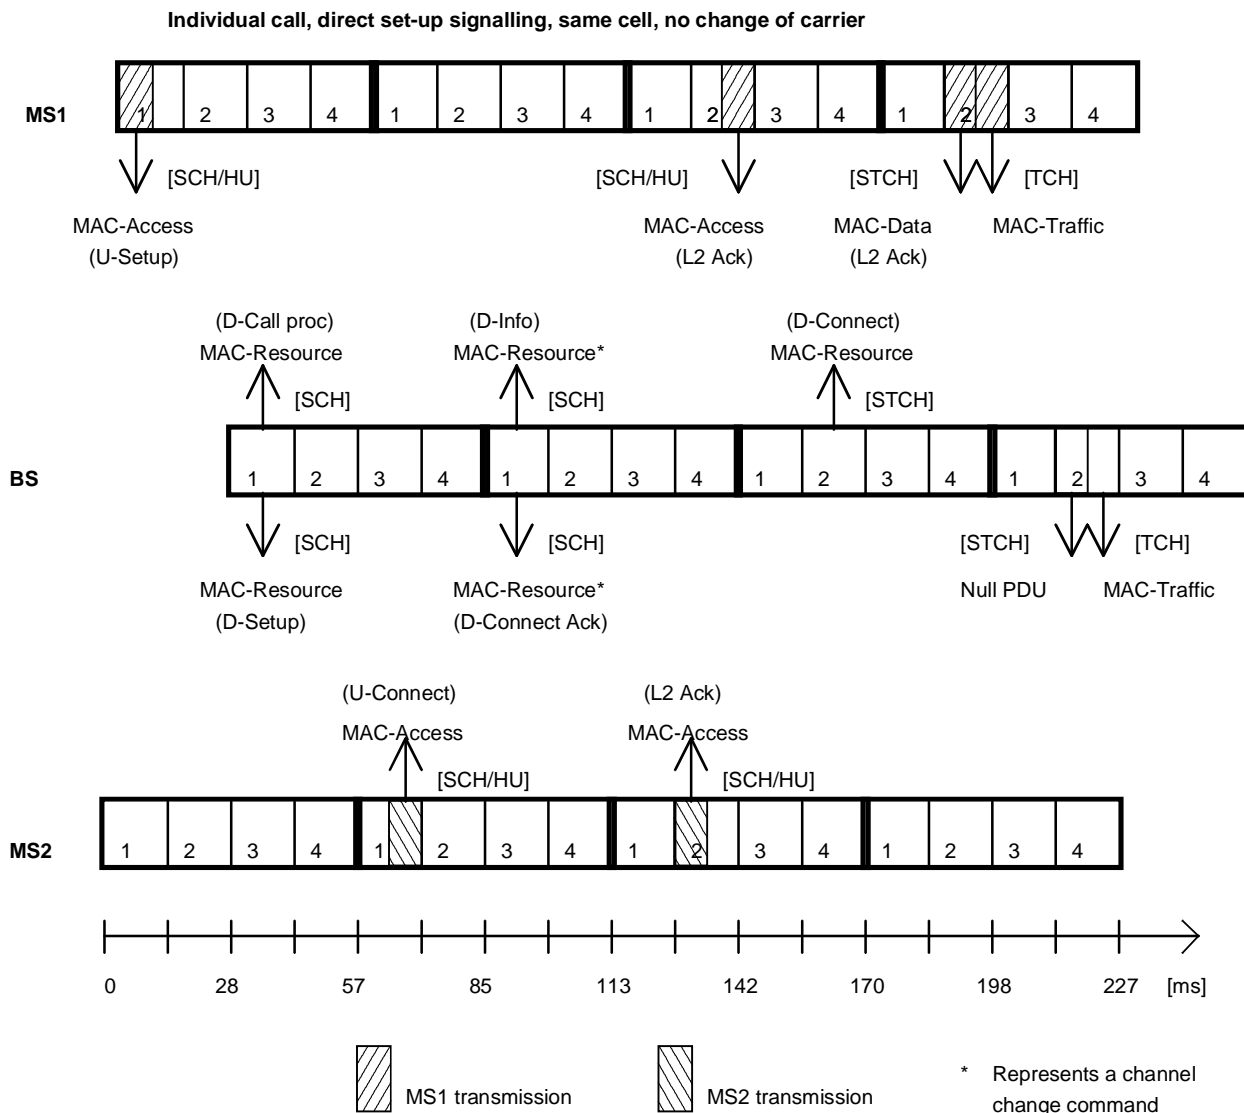 Individual call, direct set-up signalling, same cell, no change of carrier
MS1
1 2 3 4 1 2 3 4 1 2 3 4 1 2 3 4
[SCH/HU] [SCH/HU] [STCH] [TCH]
MAC-Access MAC-Access MAC-Data MAC-Traffic
(U-Setup) (L2 Ack) (L2 Ack)
(D-Call proc) (D-Info) (D-Connect)
MAC-Resource MAC-Resource* MAC-Resource
[SCH] [SCH] [STCH]
BS
1 2 3 4 1 2 3 4 1 2 3 4 1 2 3 4
[SCH] [SCH] [STCH] [TCH]
MAC-Resource MAC-Resource* Null PDU MAC-Traffic
(D-Setup) (D-Connect Ack)
(U-Connect) (L2 Ack)
MAC-Access MAC-Access
[SCH/HU] [SCH/HU]
MS2
1 2 3 4 1 2 3 4 1 2 3 4 1 2 3 4
0 28 57 85 113 142 170 198 227 [ms]
MS1 transmission MS2 transmission * Represents a channel
change command